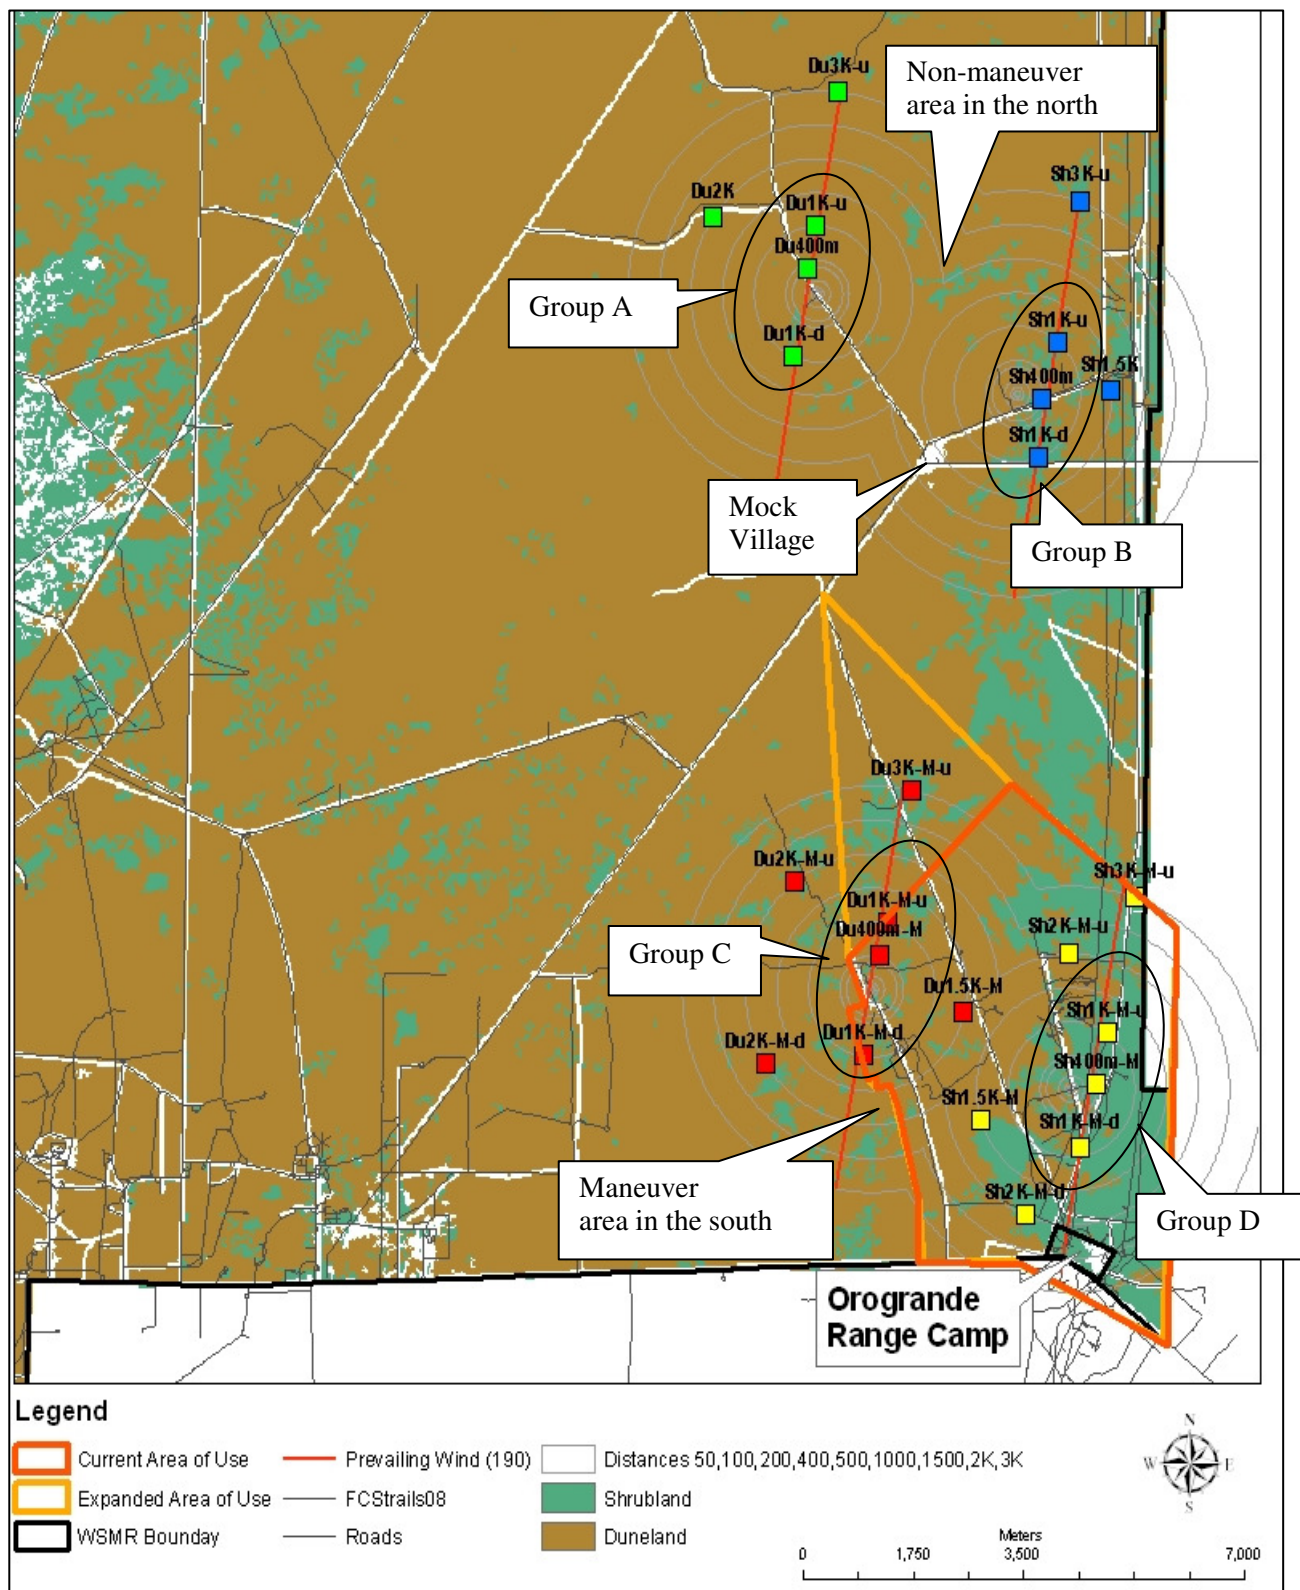 Du3K-u
Non-maneuver
area in the north
Sh3K-u
Du2K
Du1K-u
Du400m
Group A
Du1K-d
Sh1K-u
Sh1.5K
Sh400m
Sh1K-d
Mock
Village
Group B
Du3K-M-u
Du2K-M-u
Sh3K-M-u
Du1K-M-u
Du400m-M
Sh2K-M-u
Group C
Du1.5K-M
Sh1K-M-u
Du2K-M-d
Du1K-M-d
Sh400m-M
Sh1.5K-M
Sh1K-M-d
Maneuver
area in the south
Sh2K-M-d
Group D
Orogrande
Range Camp
Legend
Current Area of Use
Prevailing Wind (190)
Distances 50,100,200,400,500,1000,1500,2K,3K
Expanded Area of Use
FCStrails08
Shrubland
WSMR Bounday
Roads
Duneland
N
W
E
S
Meters
0 1,750 3,500 7,000